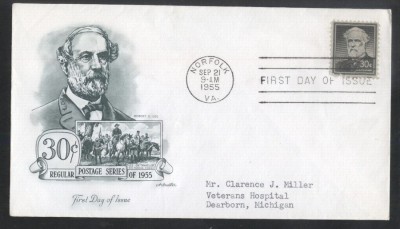 NORFOLK
SEP 21
9-AM
1955
VA.
FIRST DAY OF ISSUE
30¢
30¢
REGULAR POSTAGE SERIES OF 1955
First Day of Issue
Mr. Clarence J. Miller
Veterans Hospital
Dearborn, Michigan